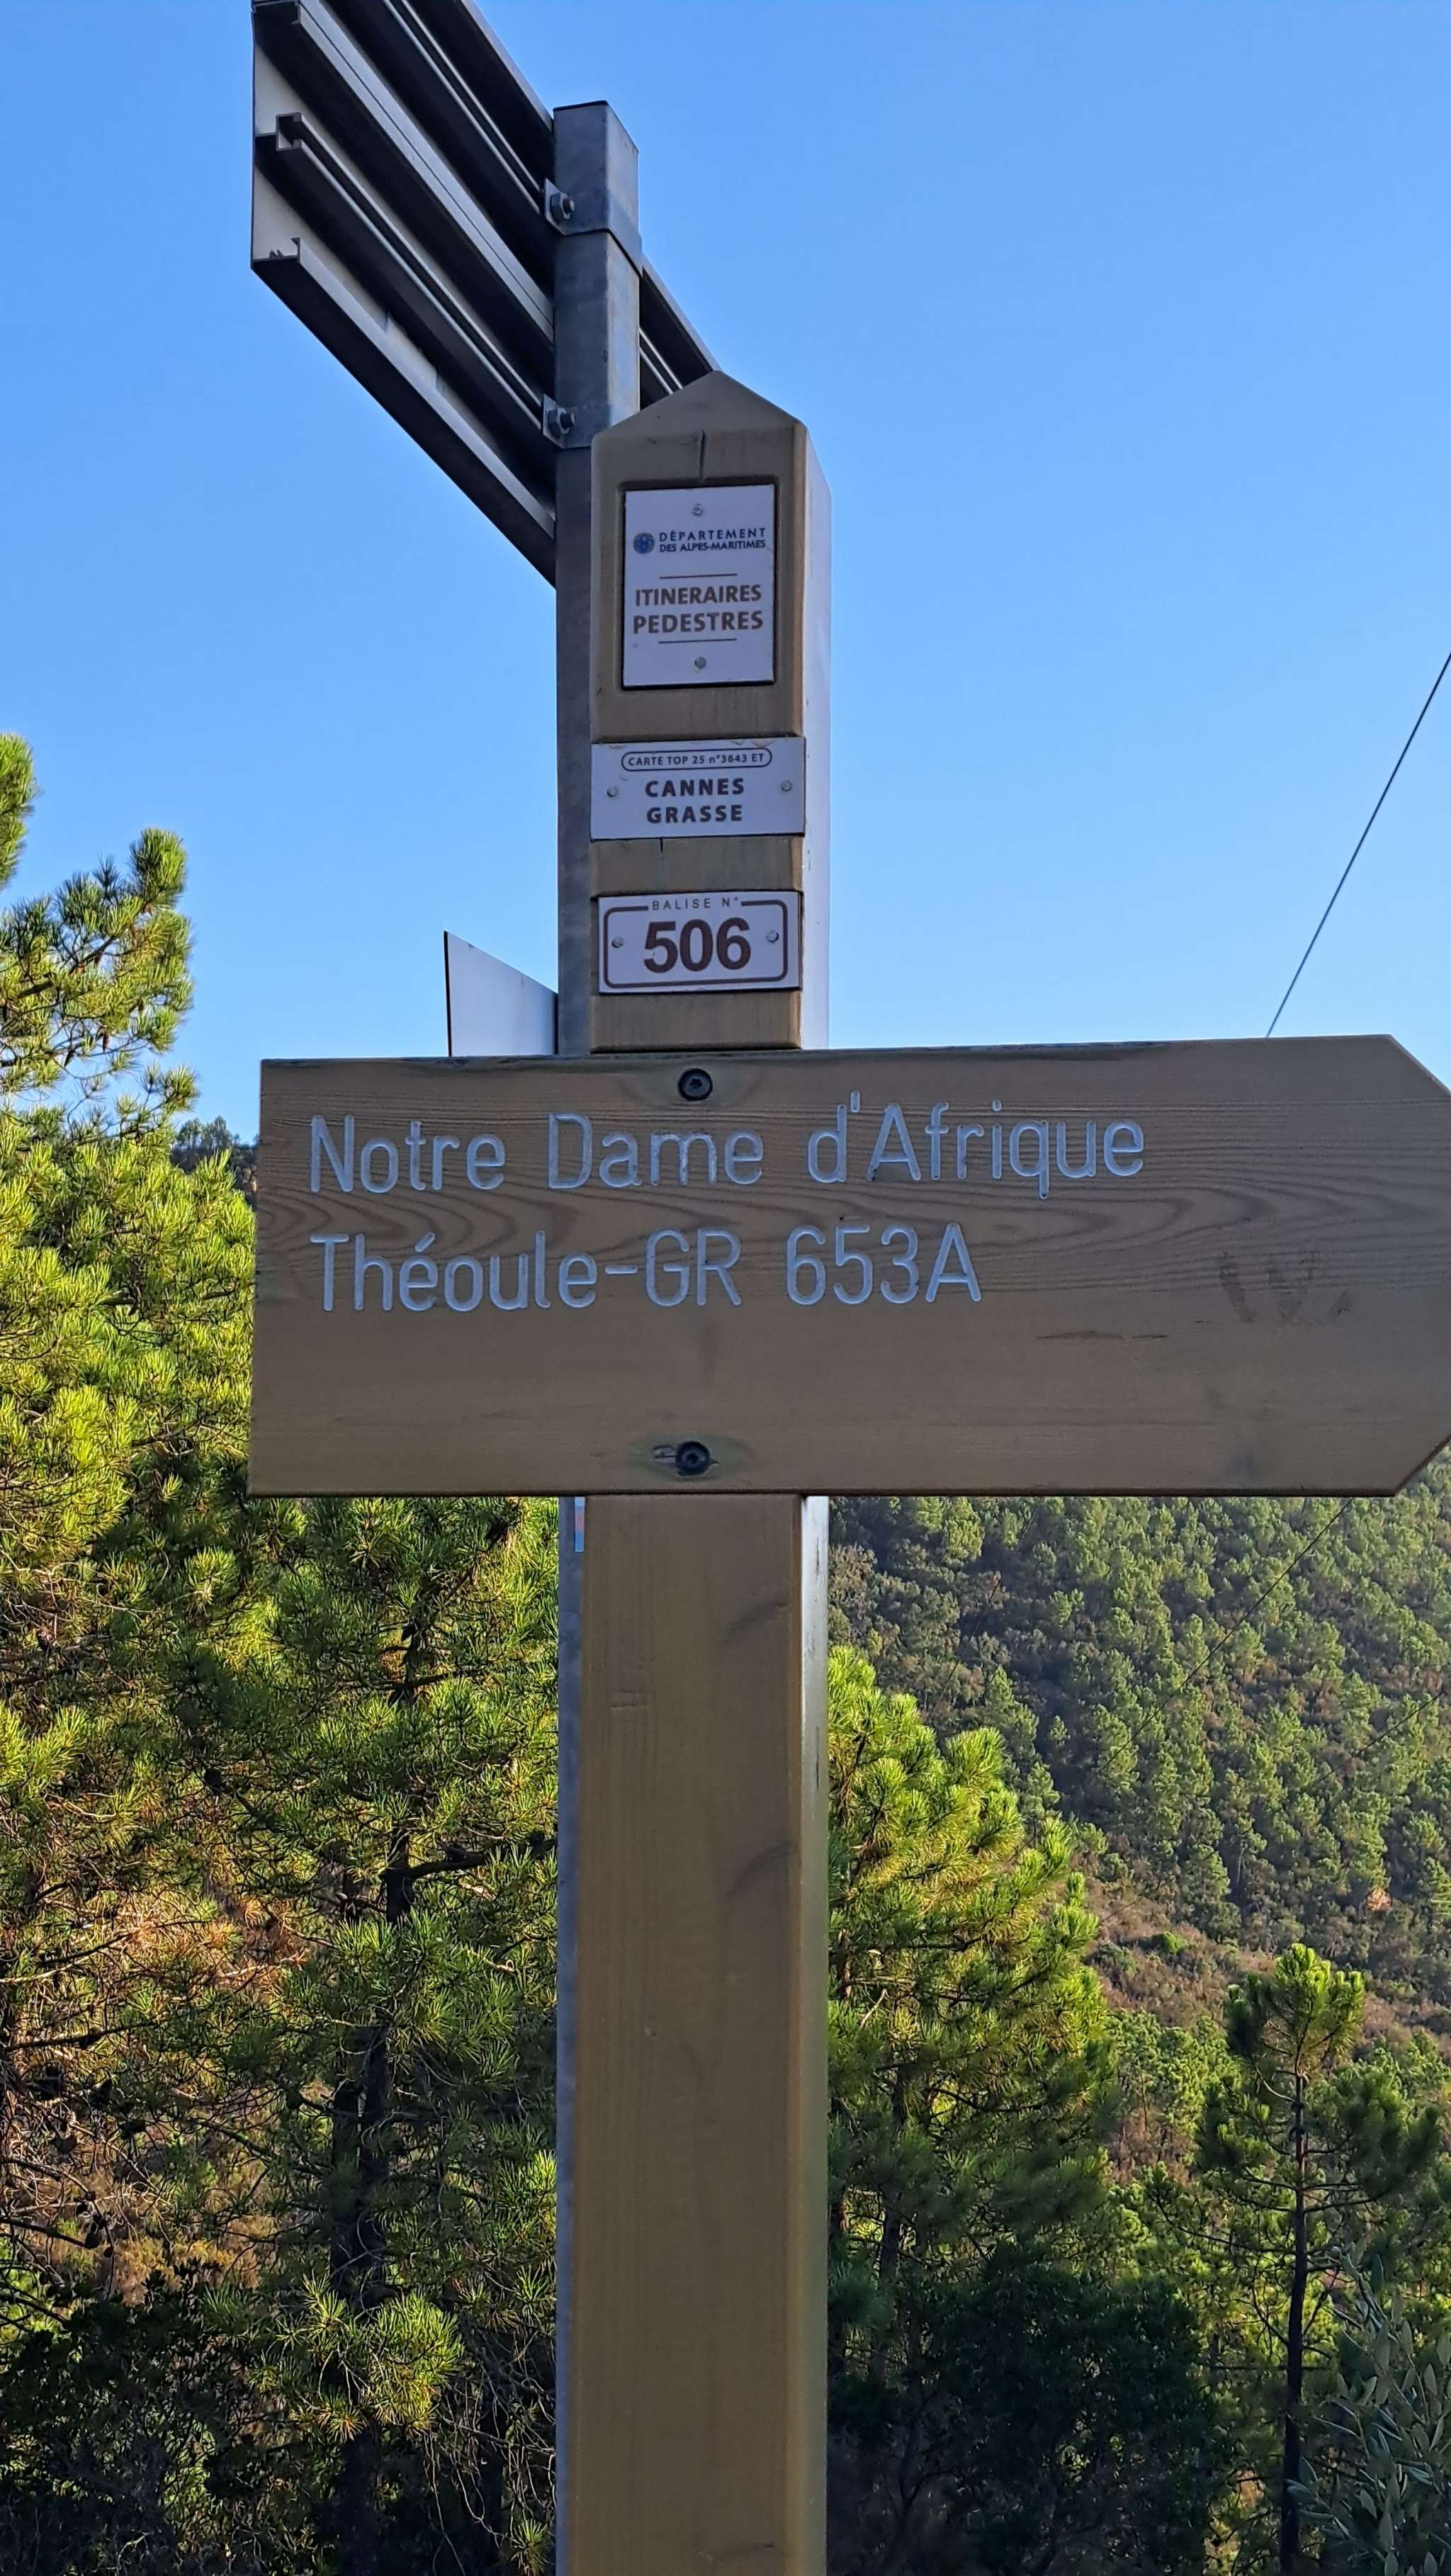 DÉPARTEMENT
DES ALPES-MARITIMES
ITINERAIRES
PEDESTRES
CARTE TOP 25 n°3643 ET
CANNES
GRASSE
BALISE N°
506
Notre Dame d'Afrique
Théoule-GR 653A